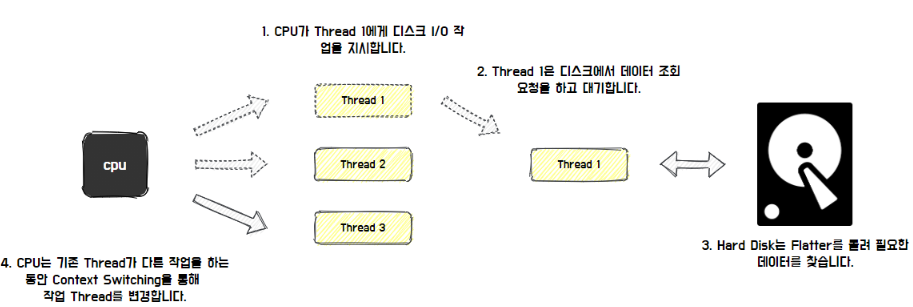 1. CPU가 Thread 1에게 디스크 I/O 작
업을 지시합니다.
2. Thread 1은 디스크에서 데이터 조회
요청을 하고 대기합니다.
Thread 1
cpu
Thread 2
Thread 1
Thread 3
3. Hard Disk는 Flatter를 돌려 필요한
데이터를 찾습니다.
4. CPU는 기존 Thread가 다른 작업을 하는
동안 Context Switching을 통해
작업 Thread를 변경합니다.